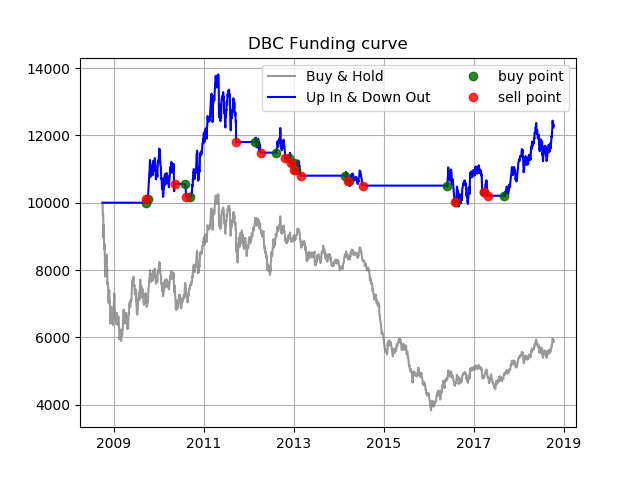 DBC Funding curve
14000
12000
10000
8000
6000
4000
Buy & Hold
Up In & Down Out
buy point
sell point
2009 2011 2013 2015 2017 2019